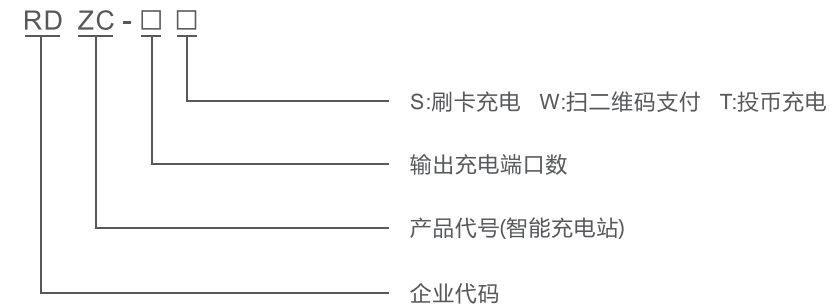 RD ZC-□ □
S:刷卡充电 W:扫二维码支付 T:投币充电
输出充电端口数
产品代号(智能充电站)
企业代码